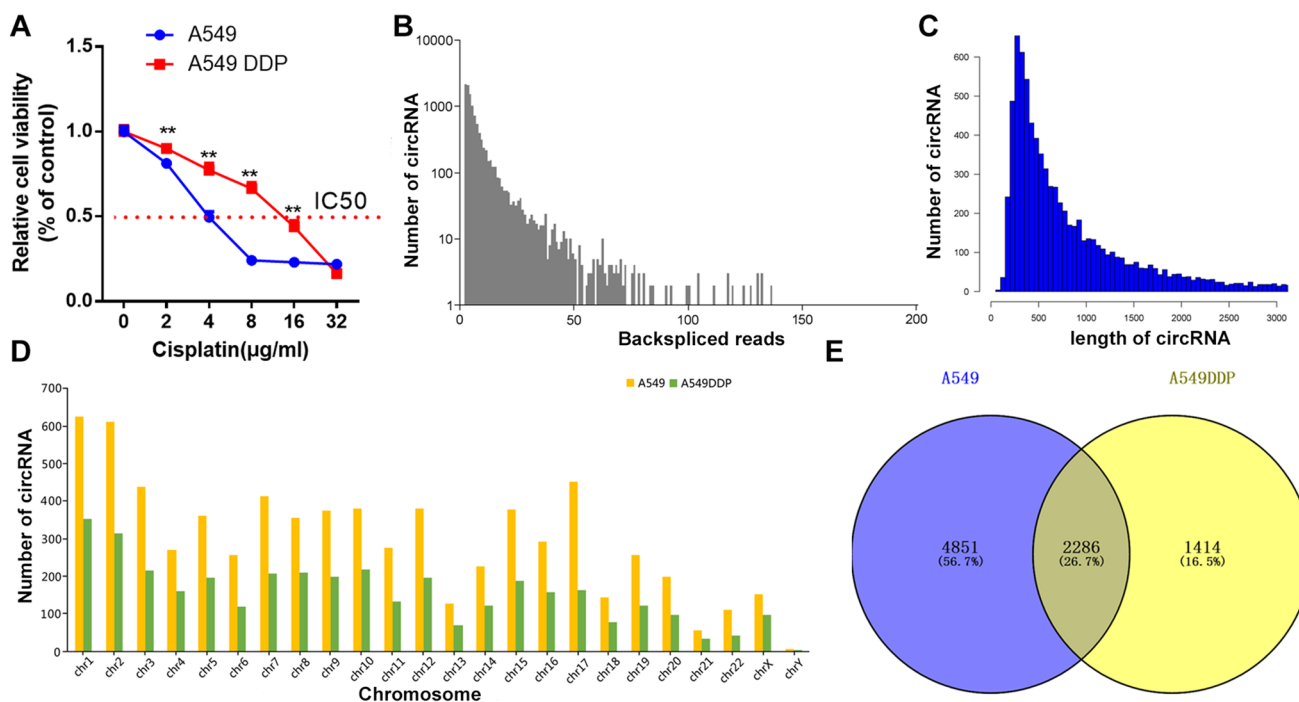 A
A549
A549 DDP
Relative cell viability
(% of control)
1.5
1.0
0.5
0.0
**
**
**
**
IC50
0 2 4 8 16 32
Cisplatin(μg/ml)
B
Number of circRNA
10000
1000
100
10
1
0 50 100 150 200
Backspliced reads
C
Number of circRNA
600
500
400
300
200
100
0
0 500 1000 1500 2000 2500 3000
length of circRNA
D
A549 A549DDP
Number of circRNA
700
600
500
400
300
200
100
0
chr1 chr2 chr3 chr4 chr5 chr6 chr7 chr8 chr9 chr10 chr11 chr12 chr13 chr14 chr15 chr16 chr17 chr18 chr19 chr20 chr21 chr22 chrX chrY
Chromosome
E
A549 A549DDP
4851 2286 1414
(56.7%) (26.7%) (16.5%)